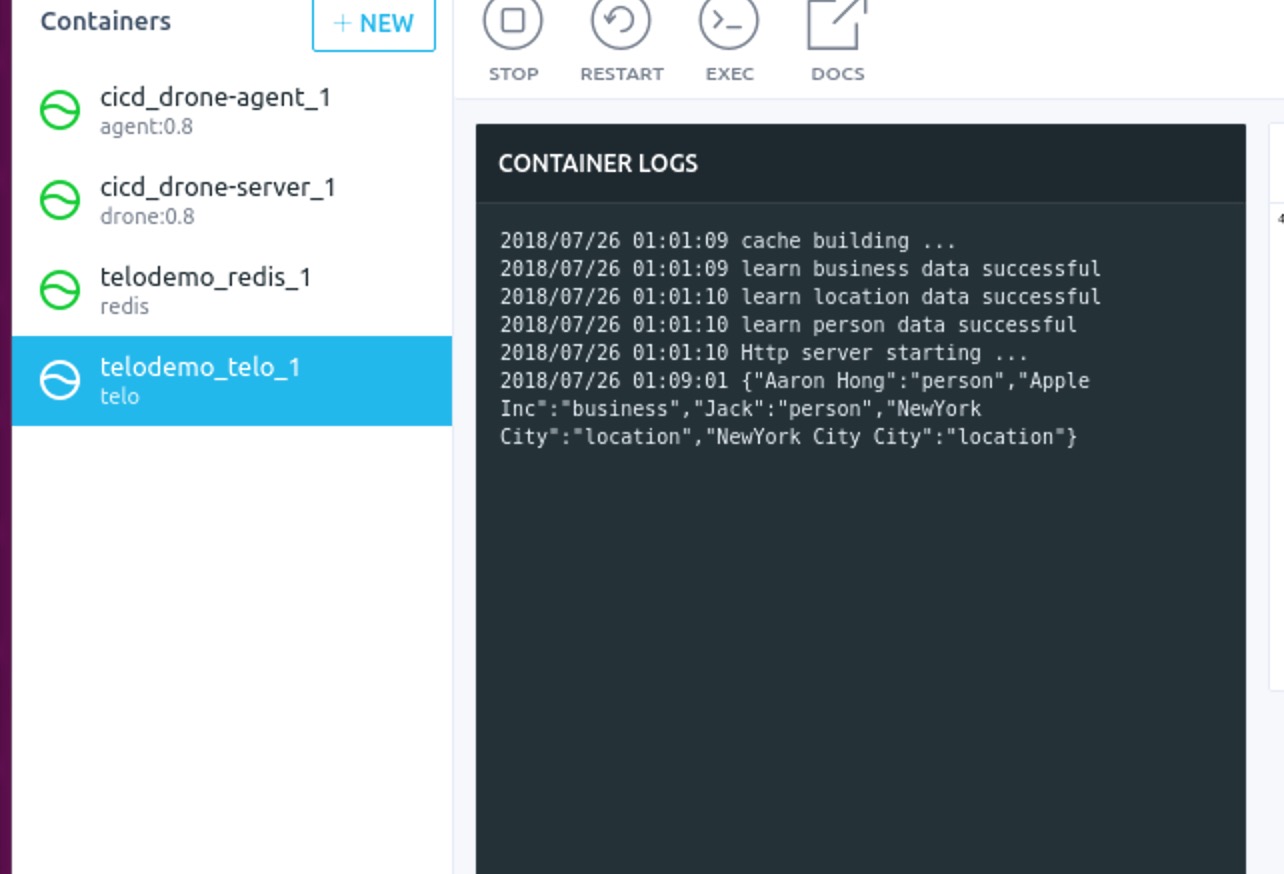 Containers
+ NEW
cicd_drone-agent_1
agent:0.8
cicd_drone-server_1
drone:0.8
telodemo_redis_1
redis
telodemo_telo_1
telo
STOP
RESTART
EXEC
DOCS
CONTAINER LOGS
2018/07/26 01:01:09 cache building ...
2018/07/26 01:01:09 learn business data successful
2018/07/26 01:01:10 learn location data successful
2018/07/26 01:01:10 learn person data successful
2018/07/26 01:01:10 Http server starting ...
2018/07/26 01:09:01 {"Aaron Hong":"person","Apple
Inc":"business","Jack":"person","NewYork
City":"location","NewYork City City":"location"}